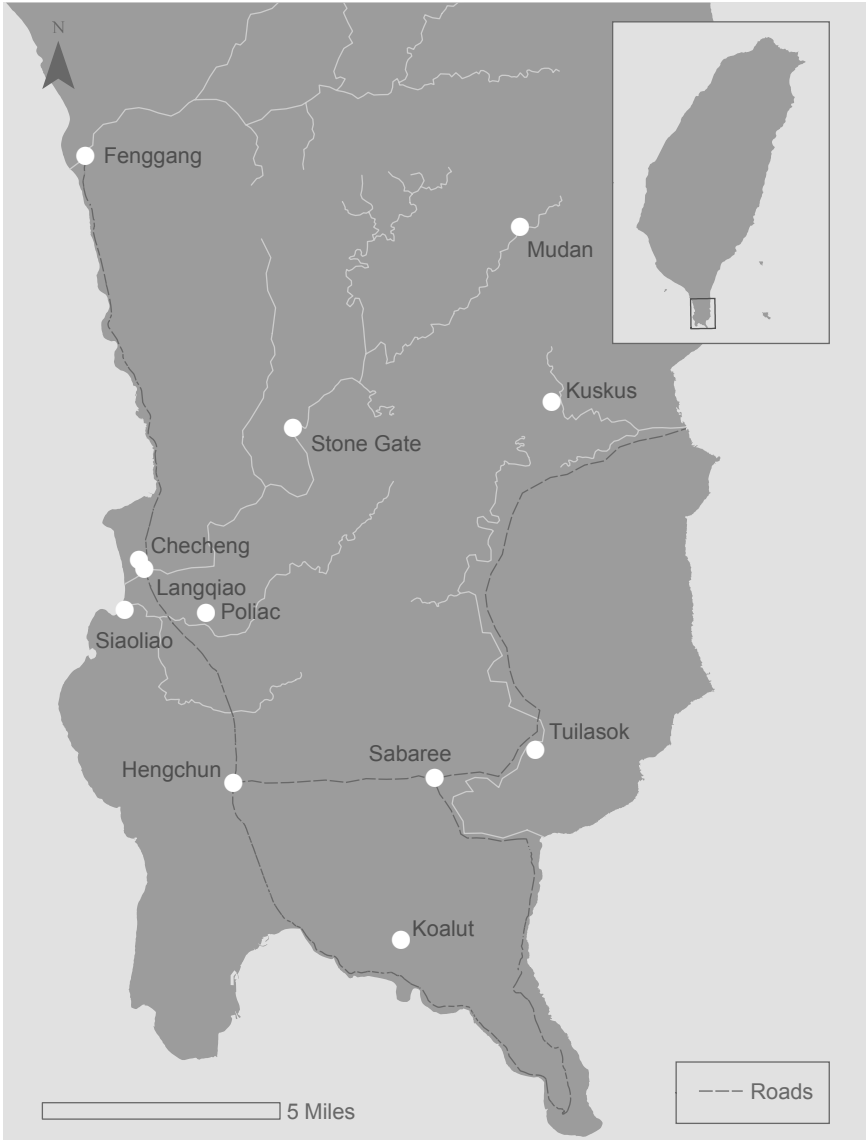 N
Fenggang
Mudan
Kuskus
Stone Gate
Checheng
Langqiao
Poliac
Siaoliao
Tuilasok
Sabaree
Hengchun
Koalut
Roads
5 Miles